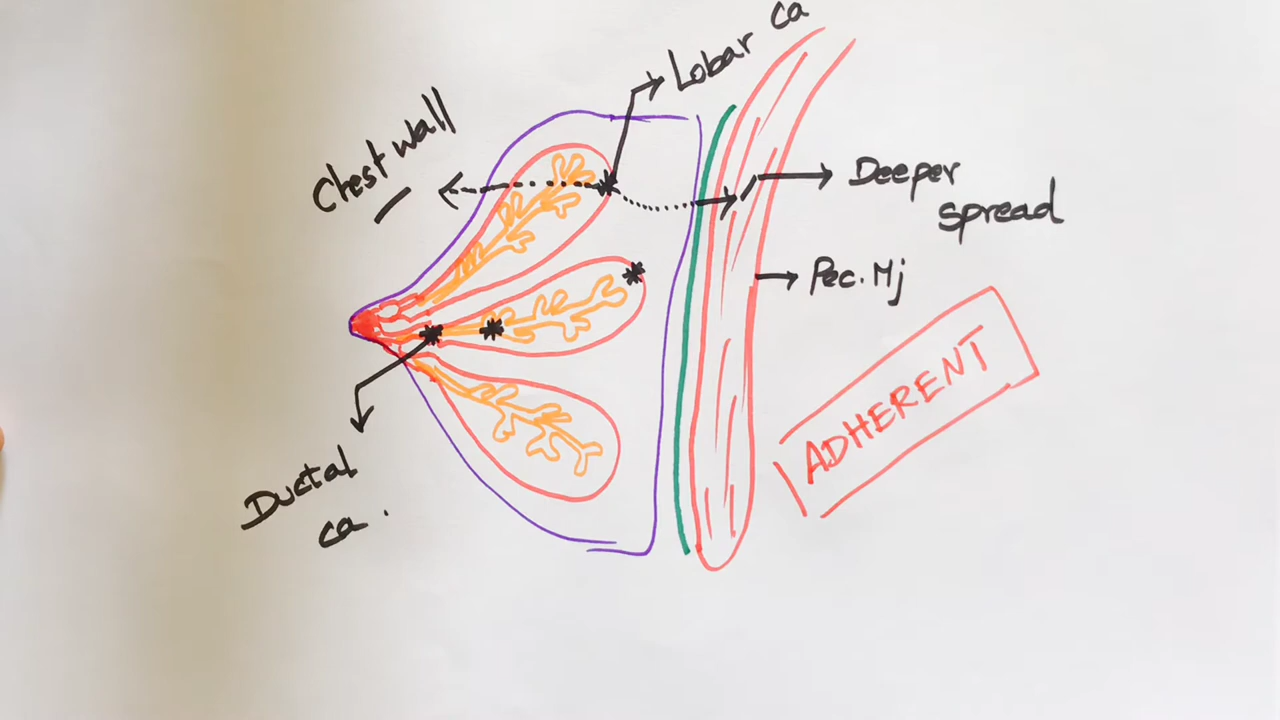 Lobar ca
Chest wall
Deeper
spread
Pec. Mj
ADHERENT
Ductal
ca.